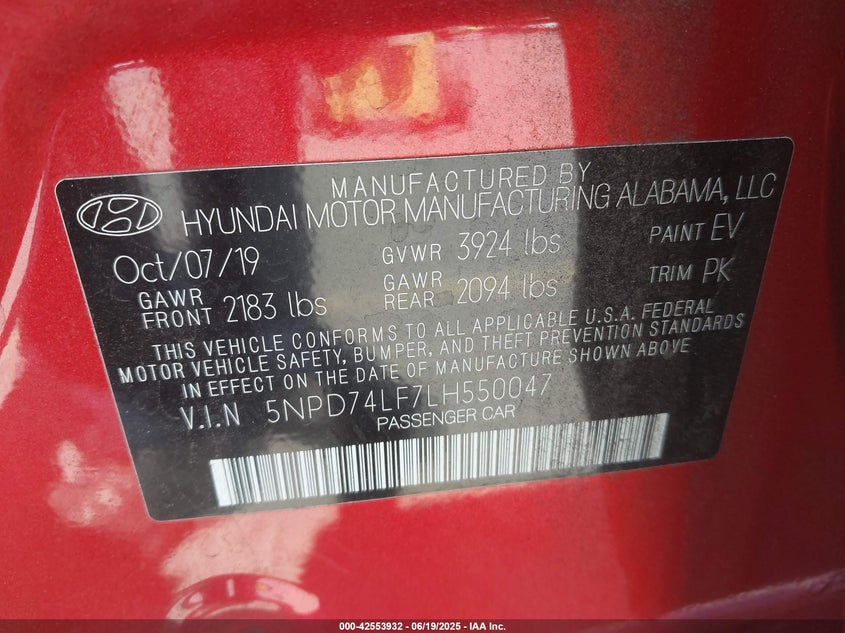 MANUFACTURED BY
HYUNDAI MOTOR MANUFACTURING ALABAMA, LLC
Oct/07/19 GVWR 3924 lbs PAINT EV
GAWR FRONT 2183 lbs GAWR REAR 2094 lbs TRIM PK
THIS VEHICLE CONFORMS TO ALL APPLICABLE U.S.A. FEDERAL
MOTOR VEHICLE SAFETY, BUMPER, AND THEFT PREVENTION STANDARDS
IN EFFECT ON THE DATE OF MANUFACTURE SHOWN ABOVE
V.I.N 5NPD74LF7LH550047
PASSENGER CAR
000-42553932 - 06/19/2025 - IAA Inc.